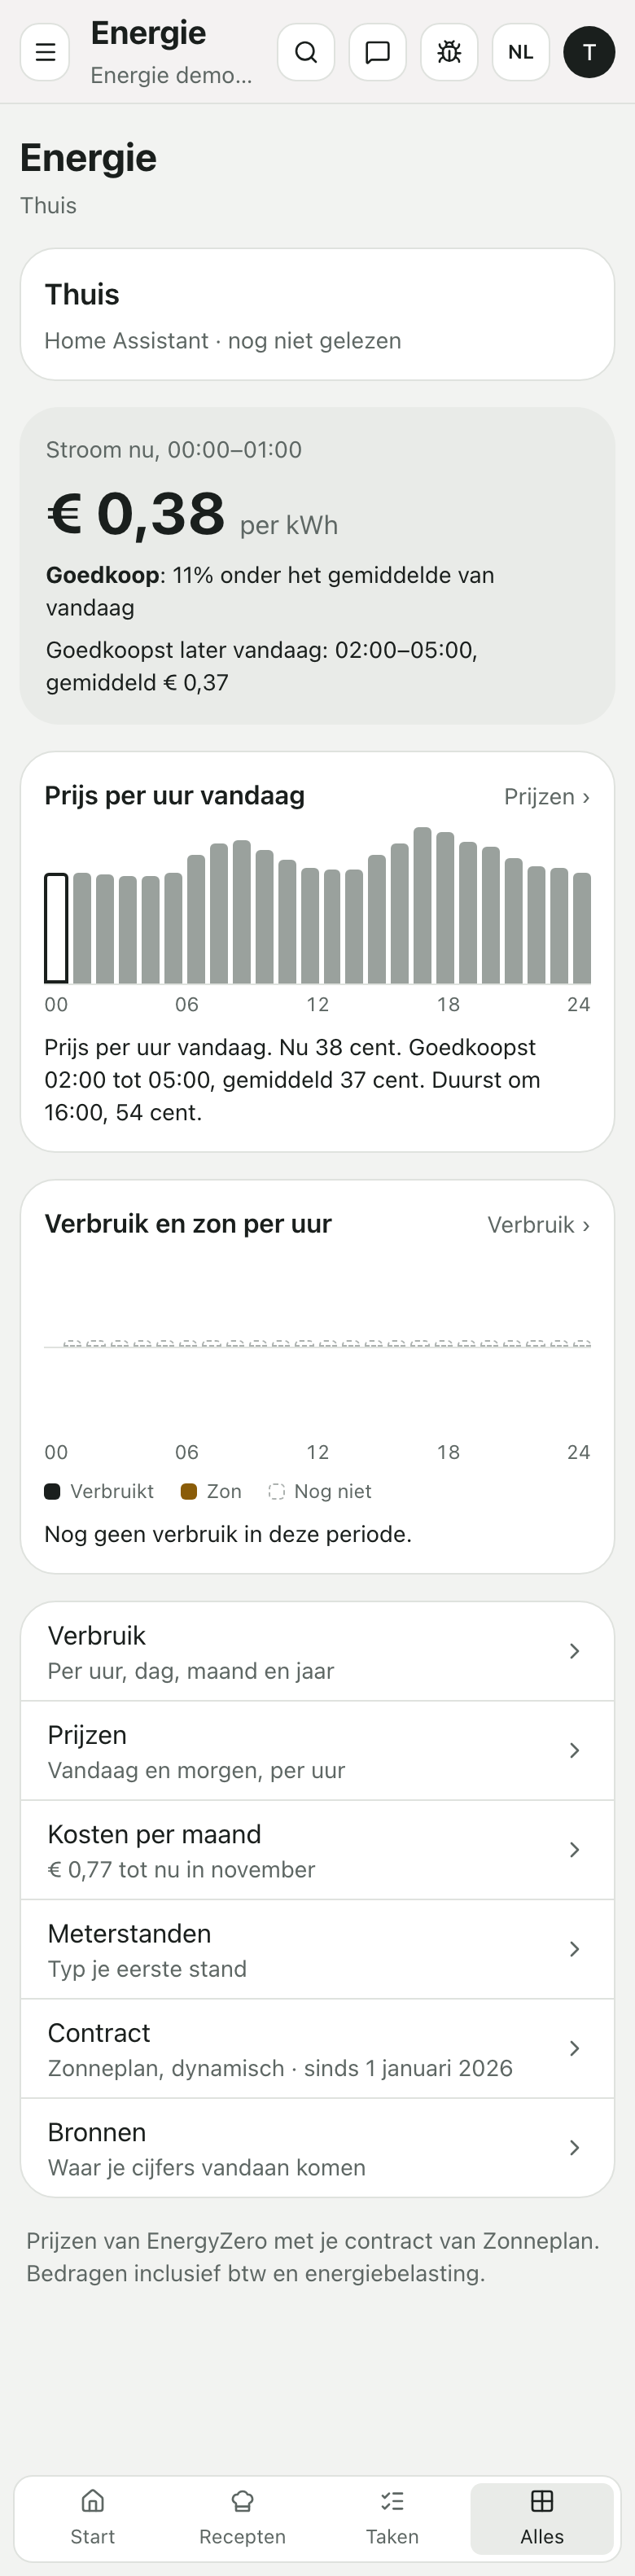 Energie
Energie demo...
NL
T
Energie
Thuis
Thuis
Home Assistant · nog niet gelezen
Stroom nu, 00:00–01:00
€ 0,38 per kWh
Goedkoop: 11% onder het gemiddelde van
vandaag
Goedkoopst later vandaag: 02:00–05:00,
gemiddeld € 0,37
Prijs per uur vandaag
Prijzen ›
00 06 12 18 24
Prijs per uur vandaag. Nu 38 cent. Goedkoopst
02:00 tot 05:00, gemiddeld 37 cent. Duurst om
16:00, 54 cent.
Verbruik en zon per uur
Verbruik ›
00 06 12 18 24
Verbruikt Zon Nog niet
Nog geen verbruik in deze periode.
Verbruik
Per uur, dag, maand en jaar
Prijzen
Vandaag en morgen, per uur
Kosten per maand
€ 0,77 tot nu in november
Meterstanden
Typ je eerste stand
Contract
Zonneplan, dynamisch · sinds 1 januari 2026
Bronnen
Waar je cijfers vandaan komen
Prijzen van EnergyZero met je contract van Zonneplan.
Bedragen inclusief btw en energiebelasting.
Start Recepten Taken Alles